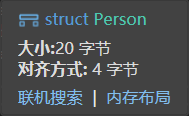 struct Person
大小:20 字节
对齐方式: 4 字节
联机搜索 | 内存布局